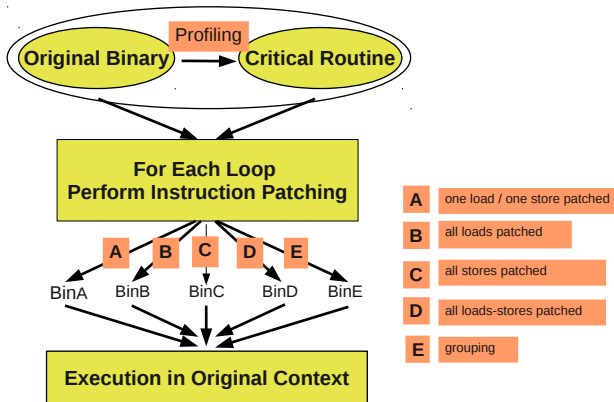 Profiling
Original Binary
Critical Routine
For Each Loop
Perform Instruction Patching
A
B
C
D
E
BinA
BinB
BinC
BinD
BinE
Execution in Original Context
A one load / one store patched
B all loads patched
C all stores patched
D all loads-stores patched
E grouping